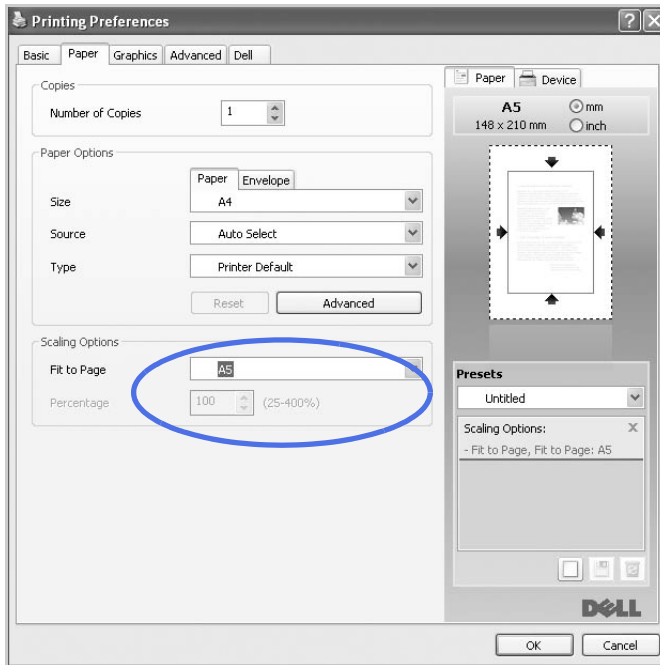 Printing Preferences
Basic Paper Graphics Advanced Dell
Copies
Number of Copies 1
Paper Options
Paper Envelope
Size A4
Source Auto Select
Type Printer Default
Reset Advanced
Scaling Options
Fit to Page A5
Percentage 100 (25-400%)
Paper Device
A5 mm
148 x 210 mm inch
Presets
Untitled
Scaling Options: X
- Fit to Page, Fit to Page: A5
DELL
OK Cancel